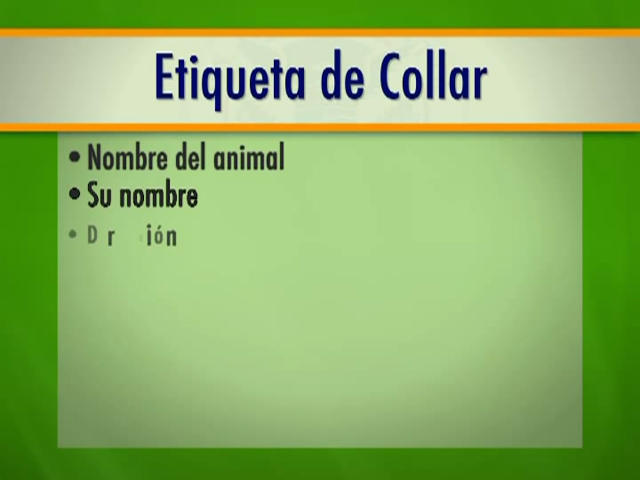 Etiqueta de Collar
• Nombre del animal
• Su nombre